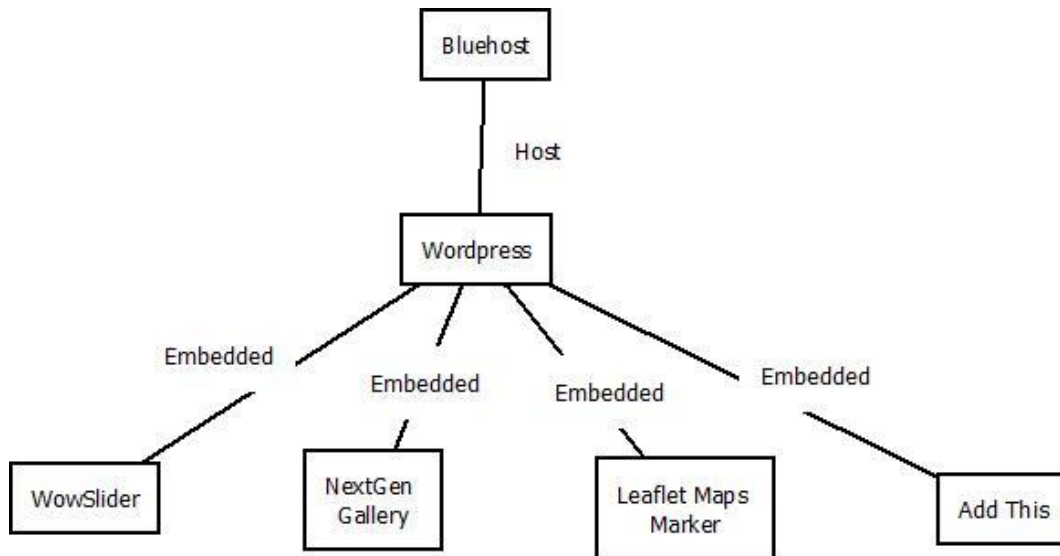 Bluehost
Host
Wordpress
Embedded
Embedded
Embedded
Embedded
WowSlider
NextGen
Gallery
Leaflet Maps
Marker
Add This